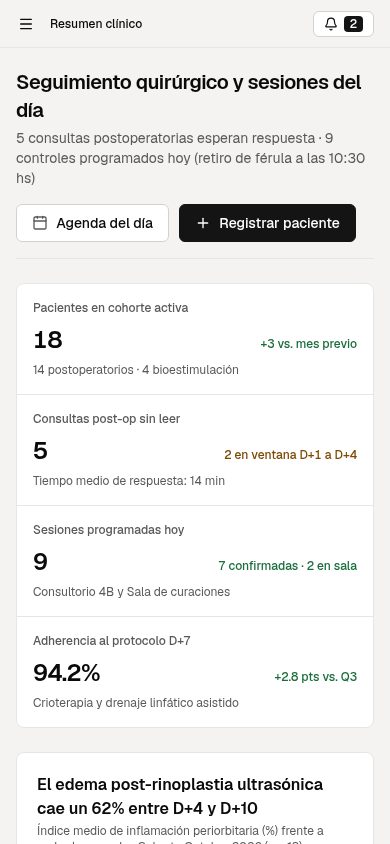 Resumen clínico
2
Seguimiento quirúrgico y sesiones del
día
5 consultas postoperatorias esperan respuesta · 9
controles programados hoy (retiro de férula a las 10:30
hs)
Agenda del día
Registrar paciente
Pacientes en cohorte activa
18
+3 vs. mes previo
14 postoperatorios · 4 bioestimulación
Consultas post-op sin leer
5
2 en ventana D+1 a D+4
Tiempo medio de respuesta: 14 min
Sesiones programadas hoy
9
7 confirmadas · 2 en sala
Consultorio 4B y Sala de curaciones
Adherencia al protocolo D+7
94.2%
+2.8 pts vs. Q3
Crioterapia y drenaje linfático asistido
El edema post-rinoplastia ultrasónica
cae un 62% entre D+4 y D+10
Índice medio de inflamación periorbitaria (%) frente a